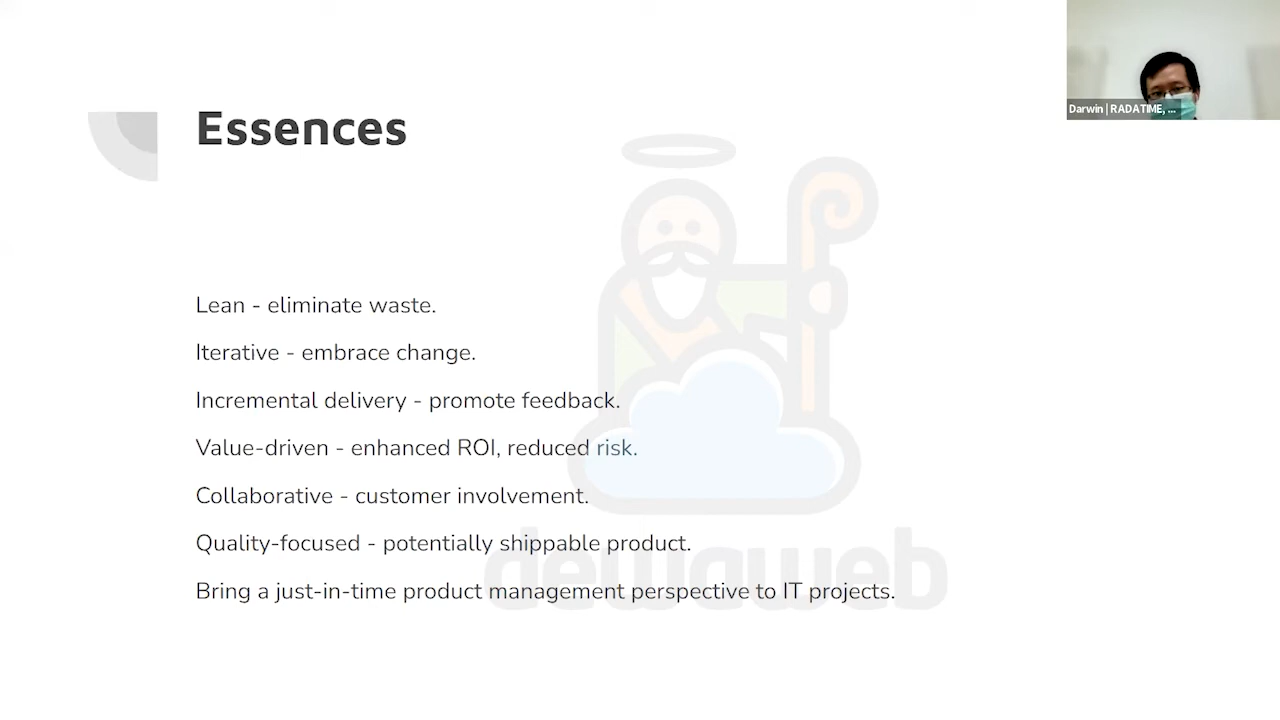 Essences
Darwin | RADATIME, ...
Lean - eliminate waste.
Iterative - embrace change.
Incremental delivery - promote feedback.
Value-driven - enhanced ROI, reduced risk.
Collaborative - customer involvement.
Quality-focused - potentially shippable product.
dewaweb
Bring a just-in-time product management perspective to IT projects.